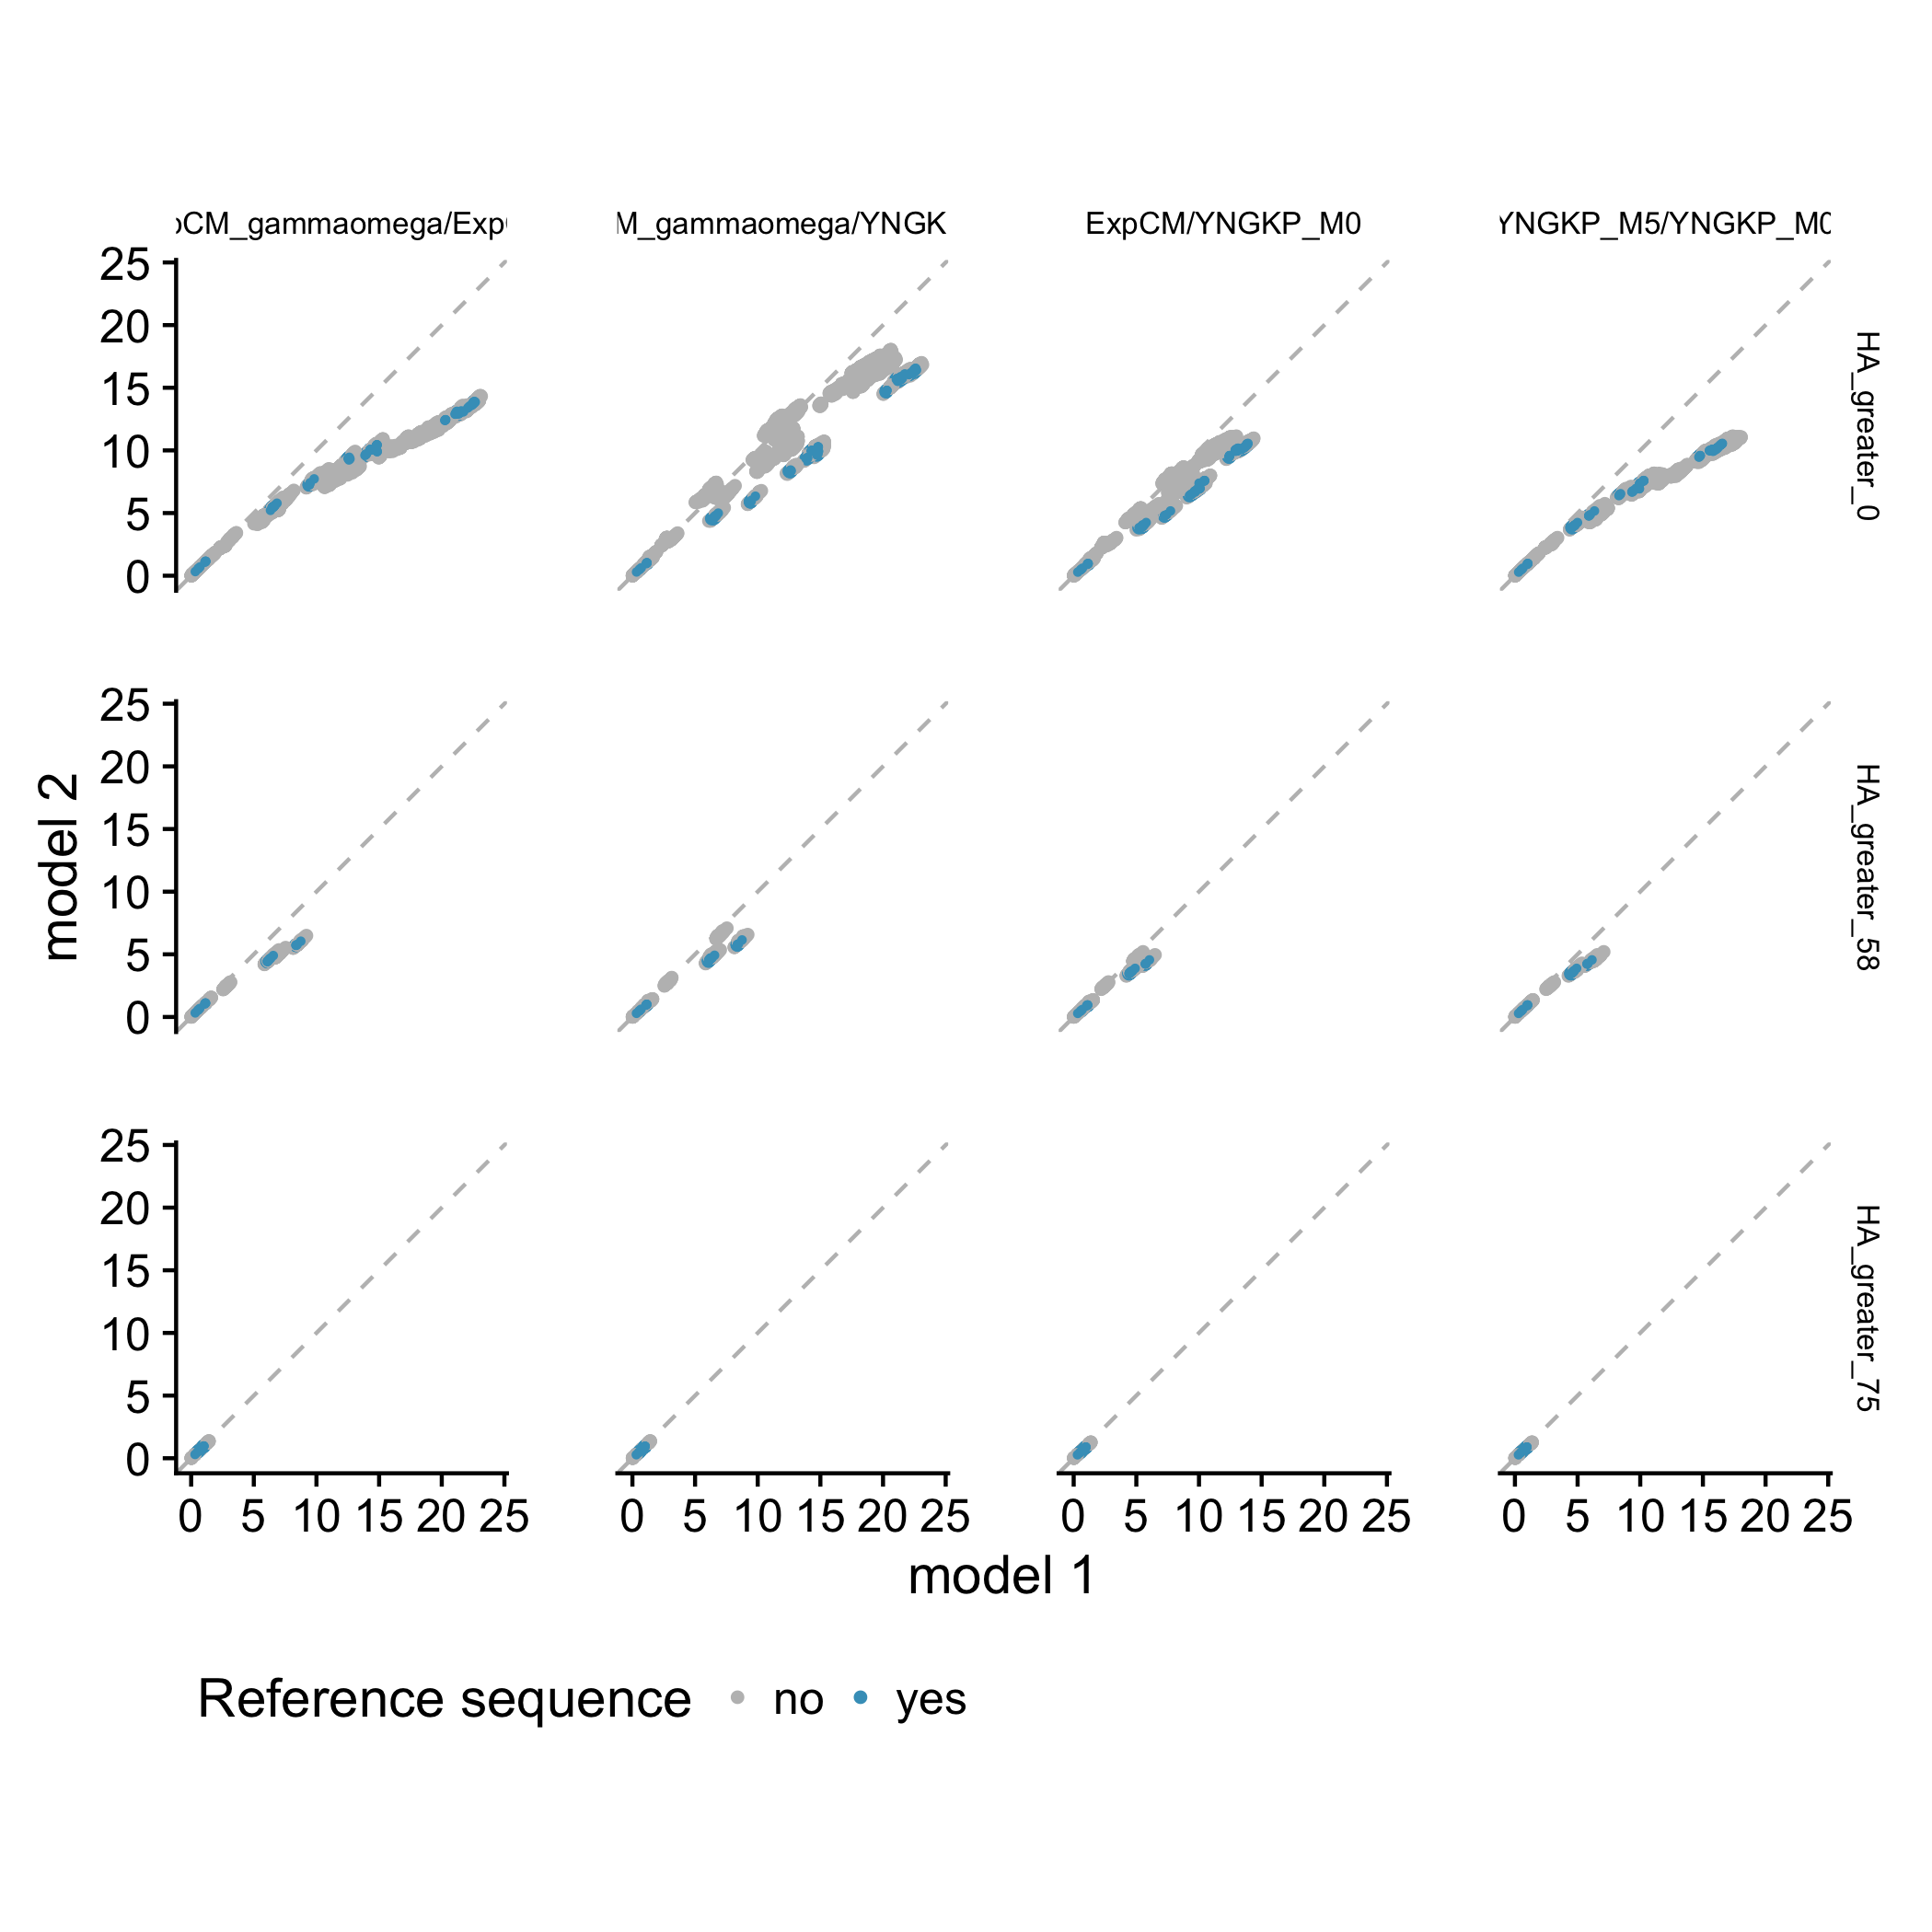 pCM_gammaomega/Exp
M_gammaomega/YNGK
ExpCM/YNGKP_M0
YNGKP_M5/YNGKP_M0
25
20
15
10
5
0
HA_greater_0
25
20
15
10
5
0
HA_greater_58
model 2
25
20
15
10
5
0
HA_greater_75
0 5 10 15 20 25
0 5 10 15 20 25
0 5 10 15 20 25
0 5 10 15 20 25
model 1
Reference sequence no yes